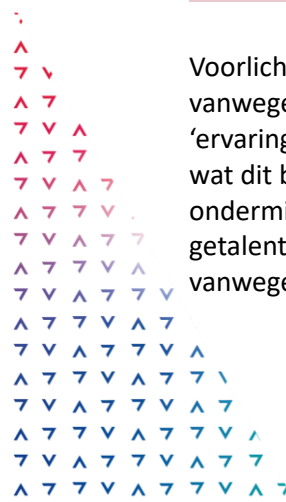 Voorlich
vanwege
‘ervaring
wat dit b
ondermi
getalent
vanwege